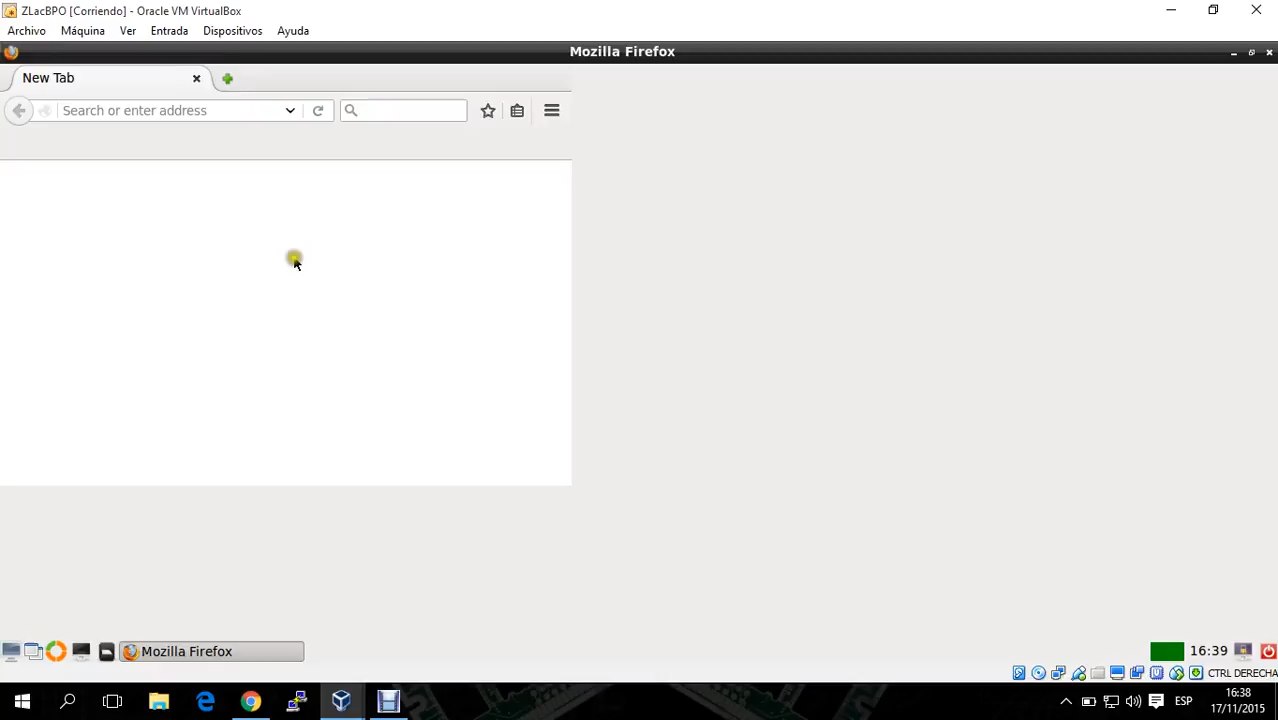 ZLacBPO [Corriendo] - Oracle VM VirtualBox
Archivo Máquina Ver Entrada Dispositivos Ayuda
Mozilla Firefox
New Tab
Search or enter address
Mozilla Firefox
16:39
CTRL DERECHA
ESP
16:38
17/11/2015